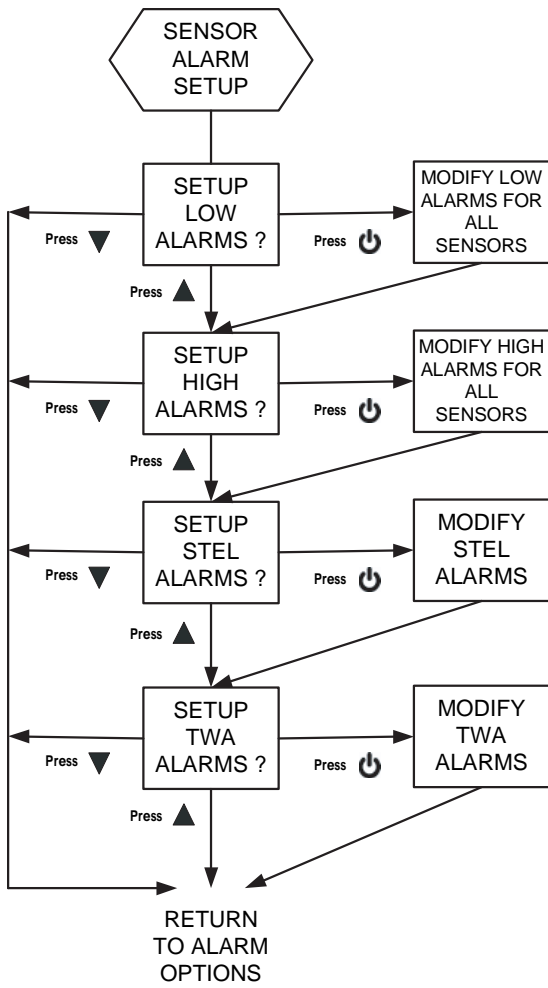 SENSOR
ALARM
SETUP
SETUP
LOW
ALARMS ?
MODIFY LOW
ALARMS FOR
ALL
SENSORS
Press
Press
Press
SETUP
HIGH
ALARMS ?
MODIFY HIGH
ALARMS FOR
ALL
SENSORS
Press
Press
Press
SETUP
STEL
ALARMS ?
MODIFY
STEL
ALARMS
Press
Press
Press
SETUP
TWA
ALARMS ?
MODIFY
TWA
ALARMS
Press
Press
Press
RETURN
TO ALARM
OPTIONS